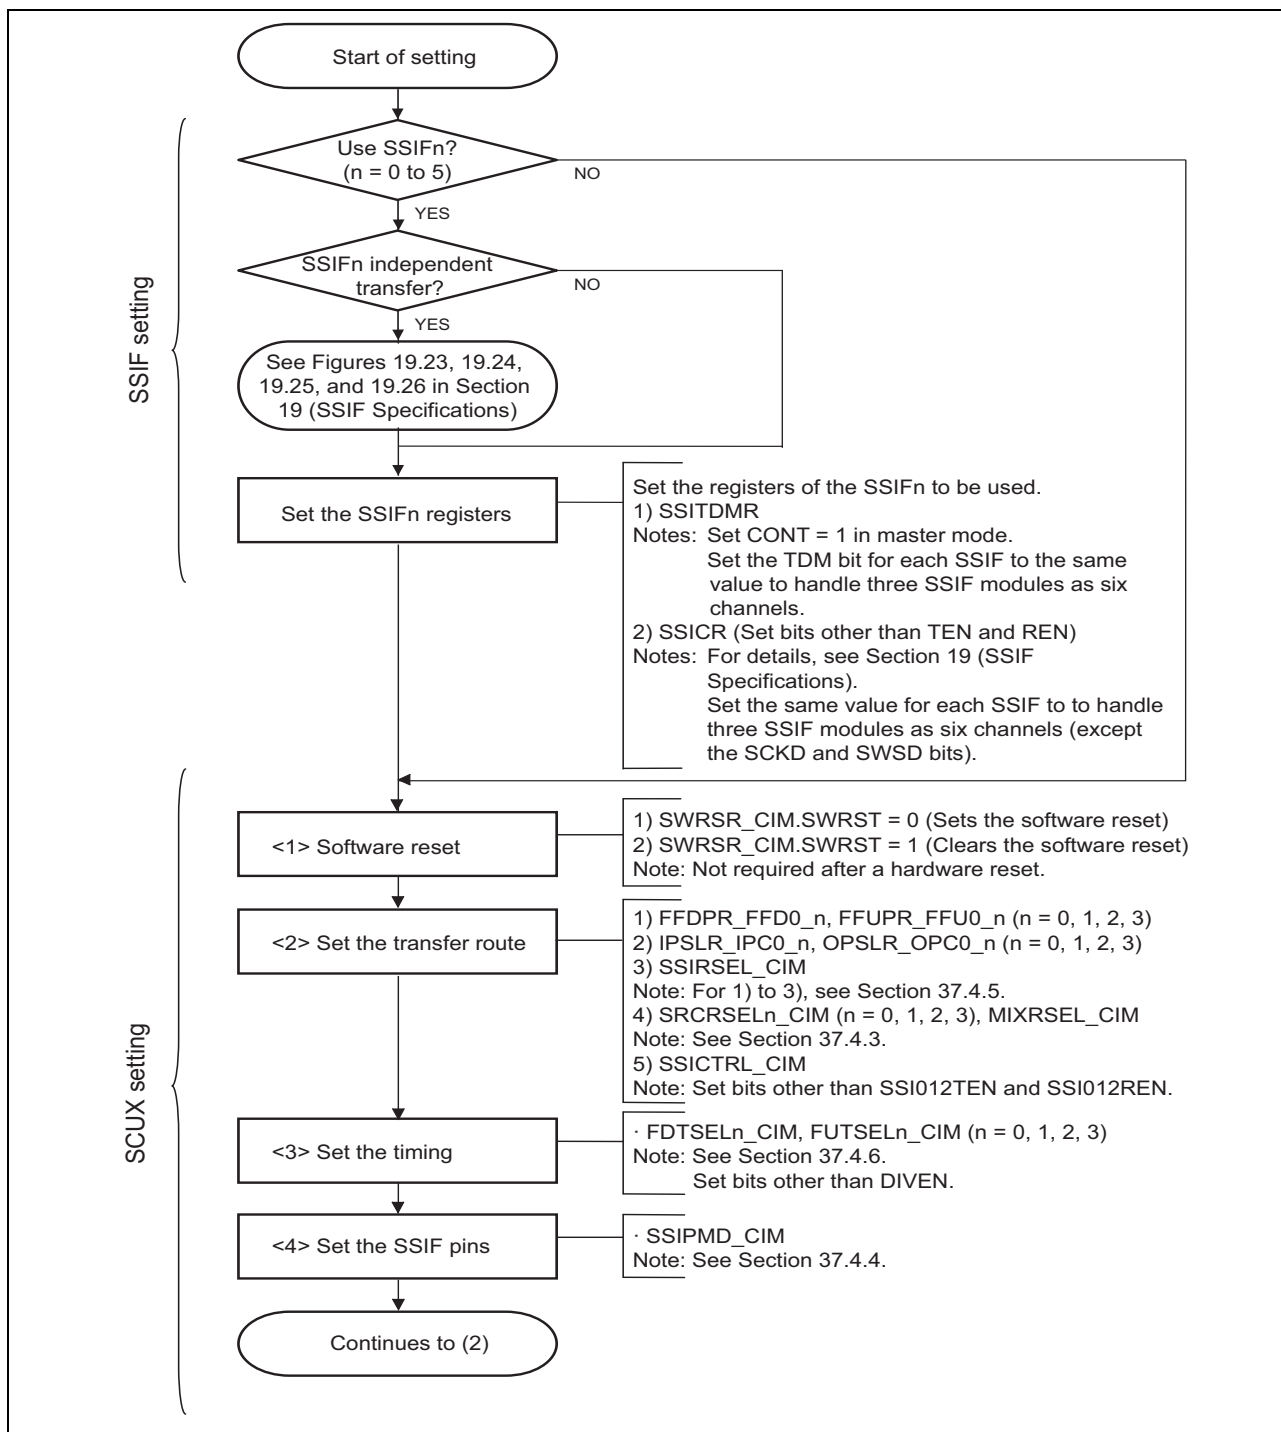 Start of setting
SSIF setting
Use SSIFn?
(n = 0 to 5)
NO
YES
SSIFn independent
transfer?
NO
YES
See Figures 19.23, 19.24,
19.25, and 19.26 in Section
19 (SSIF Specifications)
Set the SSIFn registers
Set the registers of the SSIFn to be used.
1) SSITDMR
Notes: Set CONT = 1 in master mode.
Set the TDM bit for each SSIF to the same
value to handle three SSIF modules as six
channels.
2) SSICR (Set bits other than TEN and REN)
Notes: For details, see Section 19 (SSIF
Specifications).
Set the same value for each SSIF to to handle
three SSIF modules as six channels (except
the SCKD and SWSD bits).
SCUX setting
<1> Software reset
1) SWRSR_CIM.SWRST = 0 (Sets the software reset)
2) SWRSR_CIM.SWRST = 1 (Clears the software reset)
Note: Not required after a hardware reset.
<2> Set the transfer route
1) FFDPR_FFD0_n, FFUPR_FFU0_n (n = 0, 1, 2, 3)
2) IPSLR_IPC0_n, OPSLR_OPC0_n (n = 0, 1, 2, 3)
3) SSIRSEL_CIM
Note: For 1) to 3), see Section 37.4.5.
4) SRCRSELn_CIM (n = 0, 1, 2, 3), MIXRSEL_CIM
Note: See Section 37.4.3.
5) SSICTRL_CIM
Note: Set bits other than SSI012TEN and SSI012REN.
<3> Set the timing
· FDTSELn_CIM, FUTSELn_CIM (n = 0, 1, 2, 3)
Note: See Section 37.4.6.
Set bits other than DIVEN.
<4> Set the SSIF pins
· SSIPMD_CIM
Note: See Section 37.4.4.
Continues to (2)